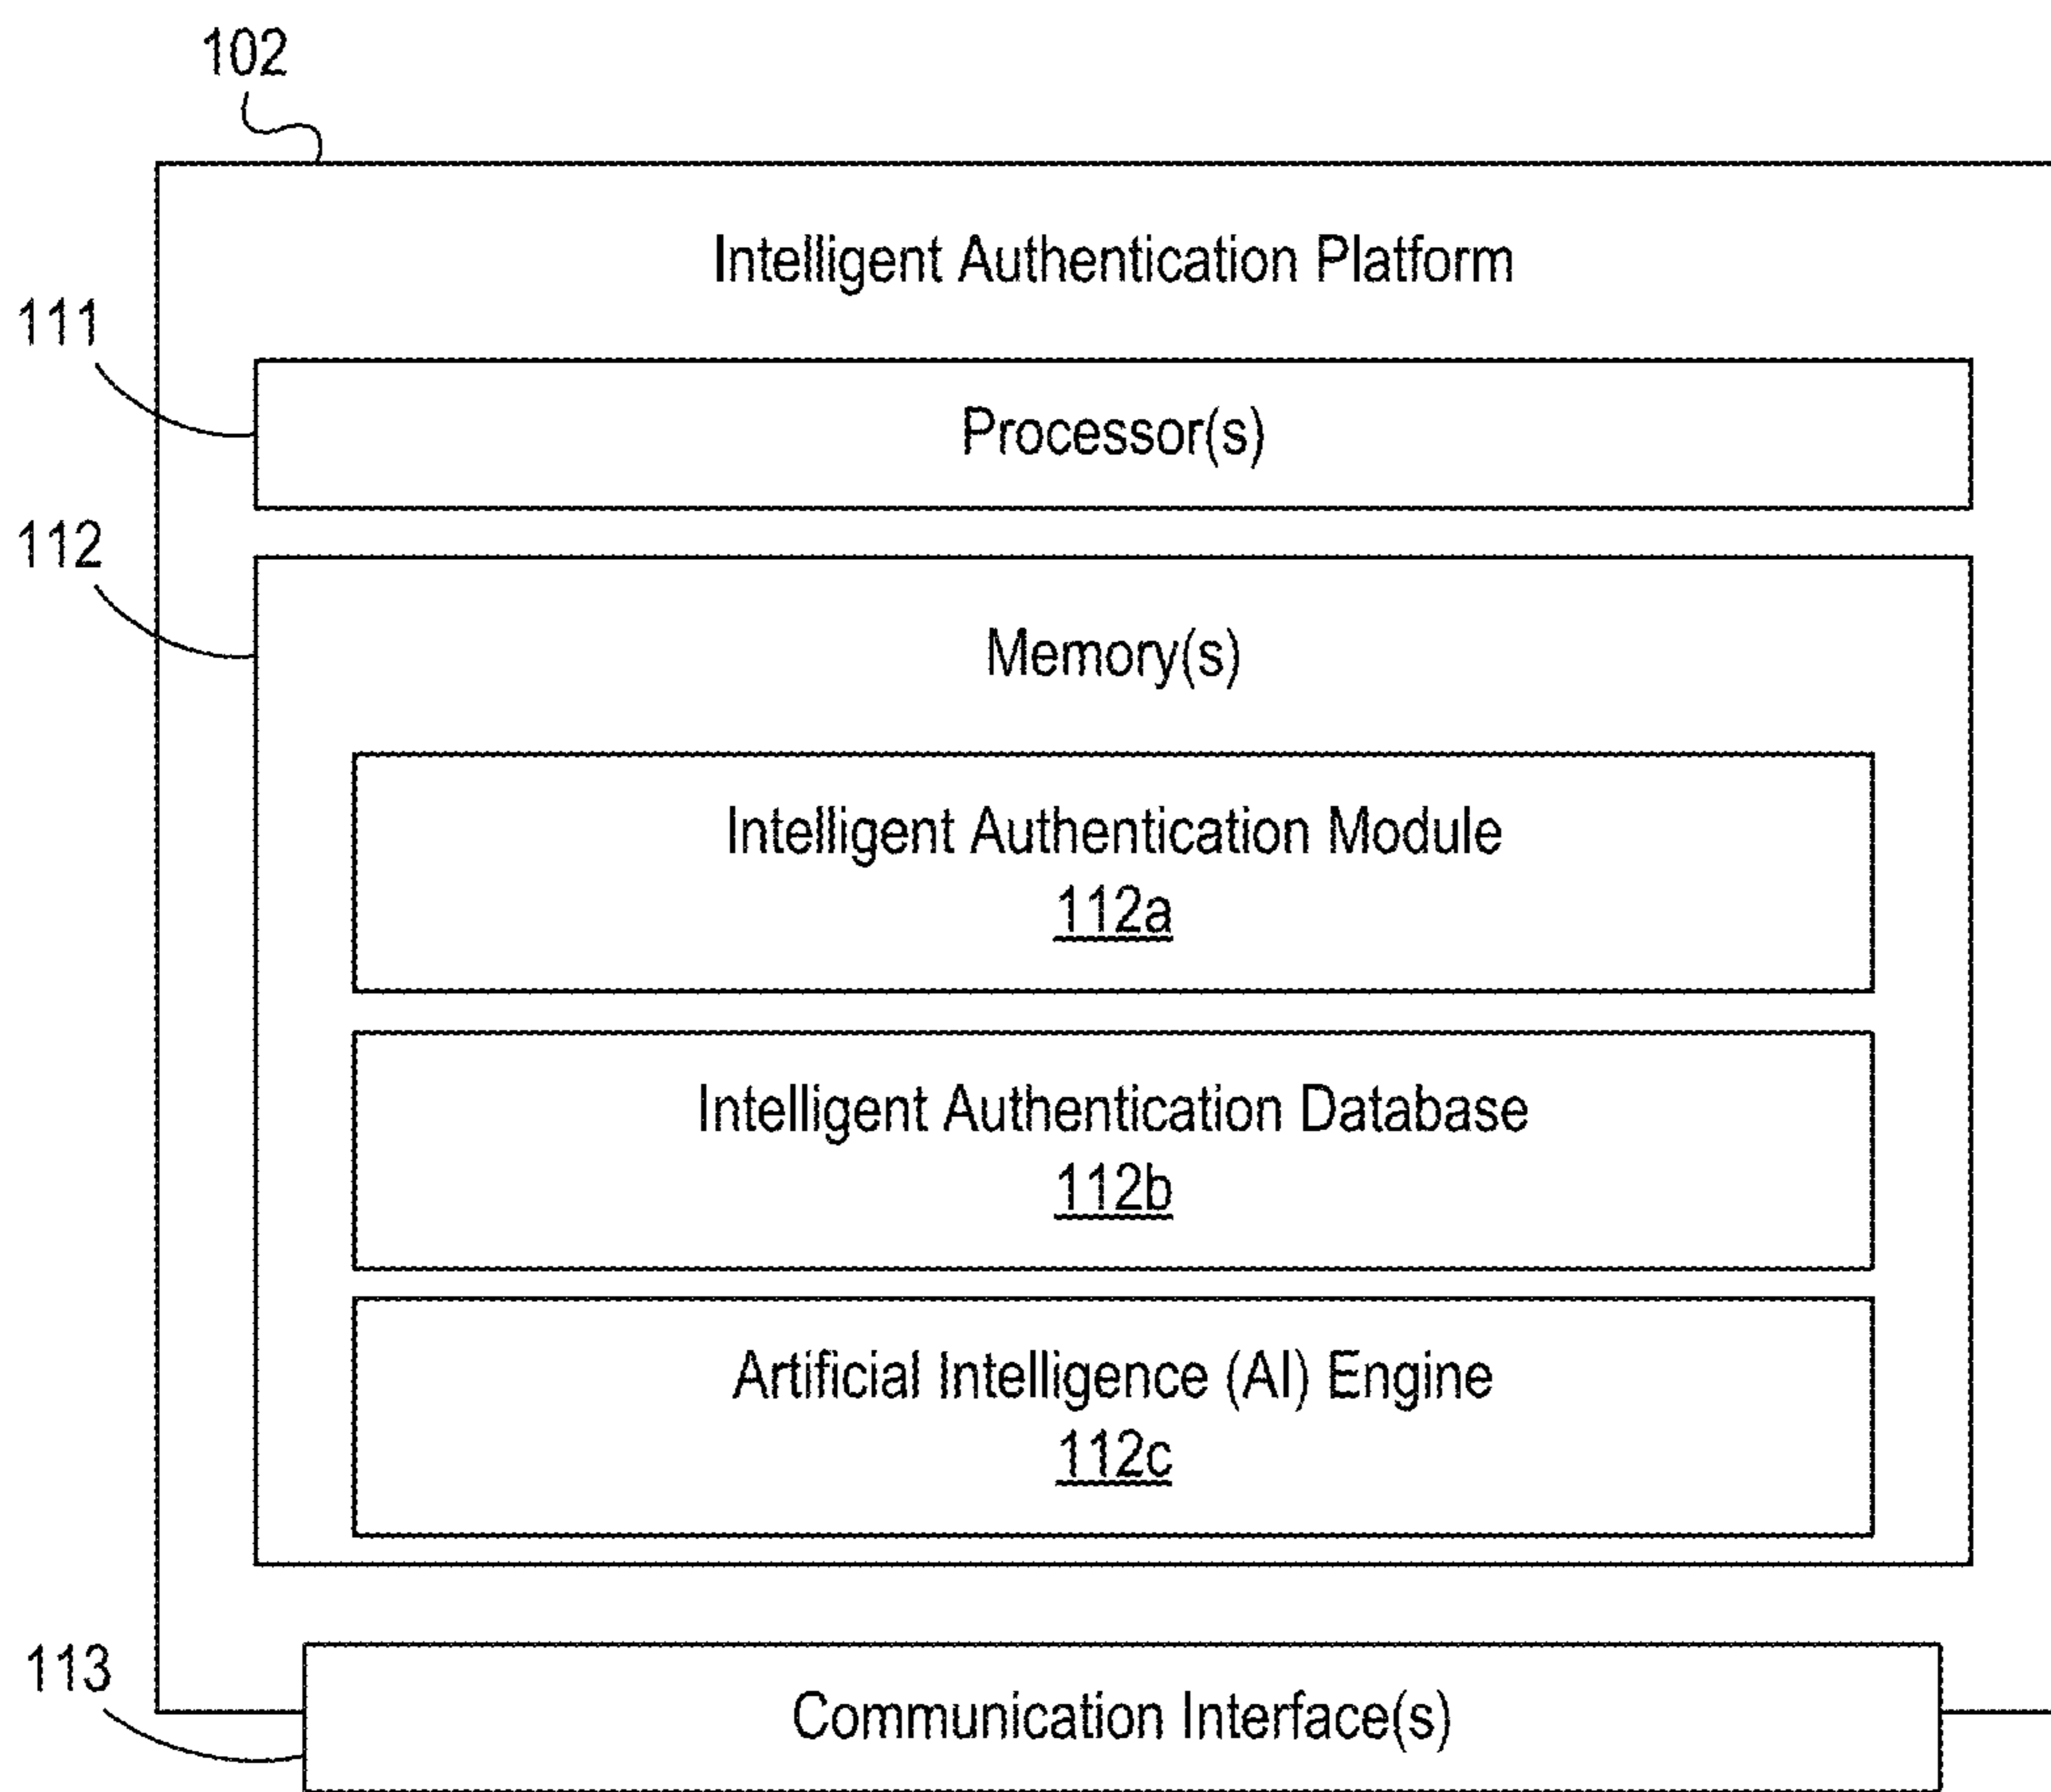 102
Intelligent Authentication Platform
111
Processor(s)
112
Memory(s)
Intelligent Authentication Module
112a
Intelligent Authentication Database
112b
Artificial Intelligence (AI) Engine
112c
113
Communication Interface(s)